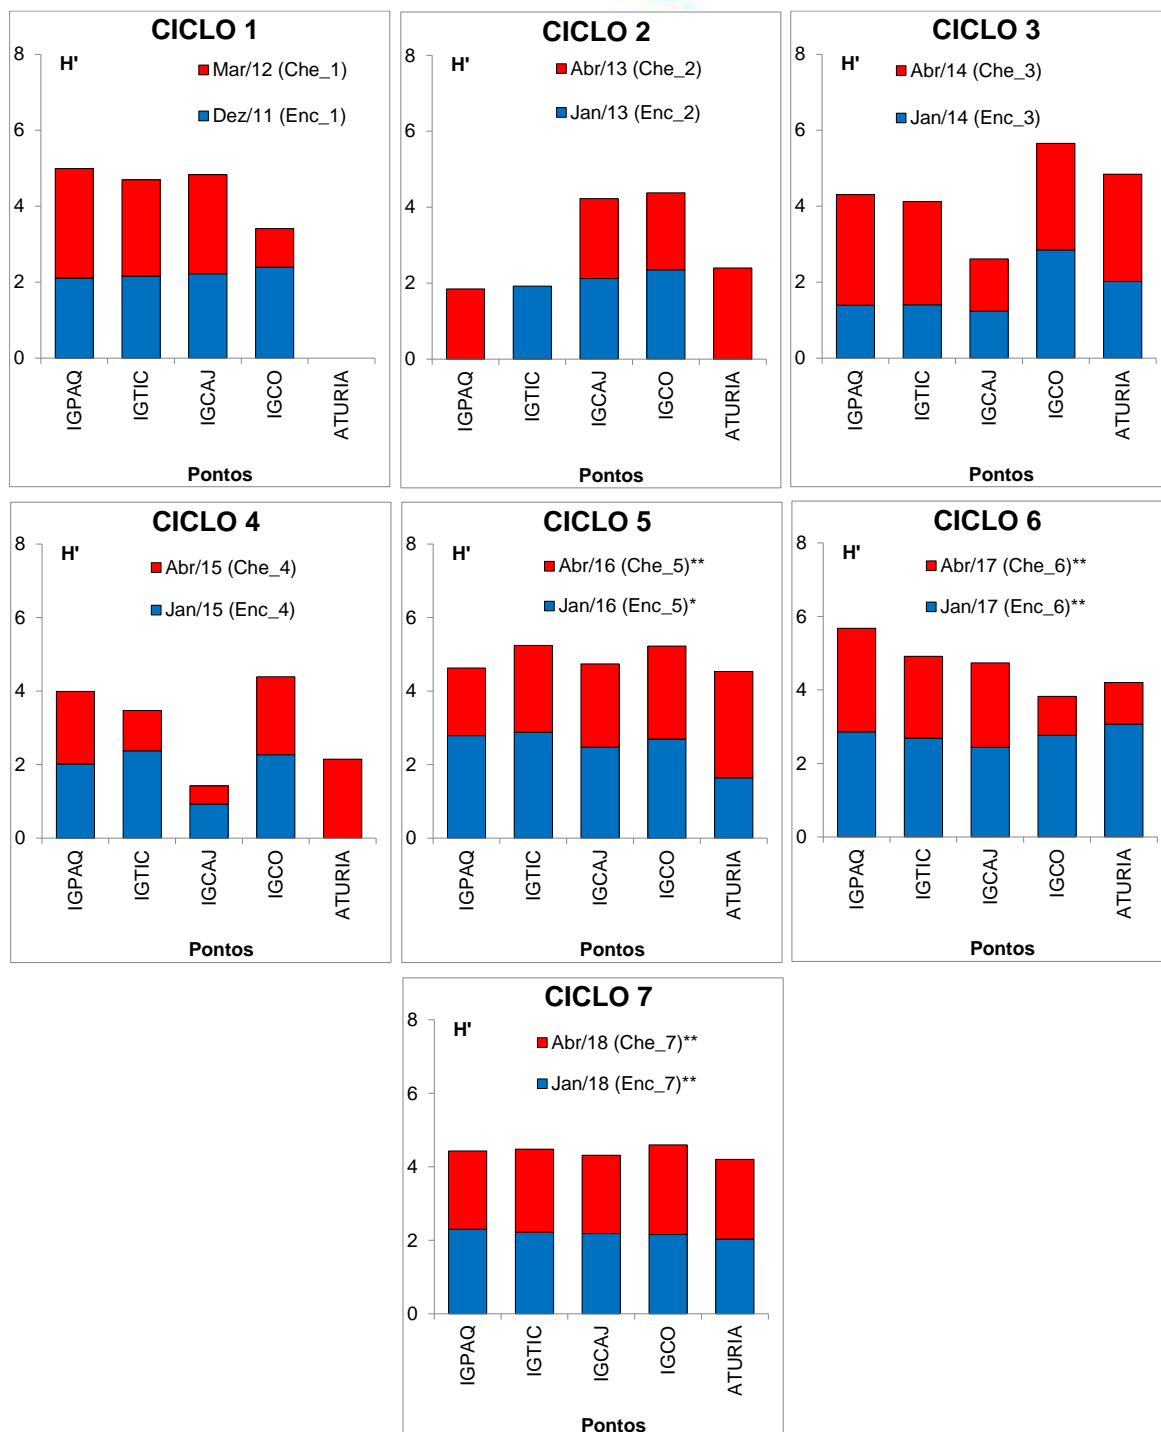 CICLO 1
H'
Mar/12 (Che_1)
Dez/11 (Enc_1)
8
6
4
2
0
IGPAQ
IGTIC
IGCAJ
IGCO
ATURIA
Pontos
CICLO 2
H'
Abr/13 (Che_2)
Jan/13 (Enc_2)
8
6
4
2
0
IGPAQ
IGTIC
IGCAJ
IGCO
ATURIA
Pontos
CICLO 3
H'
Abr/14 (Che_3)
Jan/14 (Enc_3)
8
6
4
2
0
IGPAQ
IGTIC
IGCAJ
IGCO
ATURIA
Pontos
CICLO 4
H'
Abr/15 (Che_4)
Jan/15 (Enc_4)
8
6
4
2
0
IGPAQ
IGTIC
IGCAJ
IGCO
ATURIA
Pontos
CICLO 5
H'
Abr/16 (Che_5)**
Jan/16 (Enc_5)*
8
6
4
2
0
IGPAQ
IGTIC
IGCAJ
IGCO
ATURIA
Pontos
CICLO 6
H'
Abr/17 (Che_6)**
Jan/17 (Enc_6)**
8
6
4
2
0
IGPAQ
IGTIC
IGCAJ
IGCO
ATURIA
Pontos
CICLO 7
H'
Abr/18 (Che_7)**
Jan/18 (Enc_7)**
8
6
4
2
0
IGPAQ
IGTIC
IGCAJ
IGCO
ATURIA
Pontos